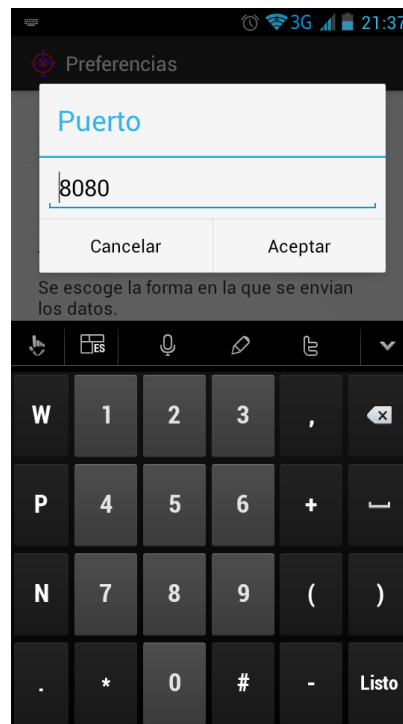 3G 21:37
Preferencias
Puerto
8080
Cancelar Aceptar
Se escoge la forma en la que se envian
los datos.
ES
W 1 2 3 ,
P 4 5 6 +
N 7 8 9 ( )
. * 0 # - Listo